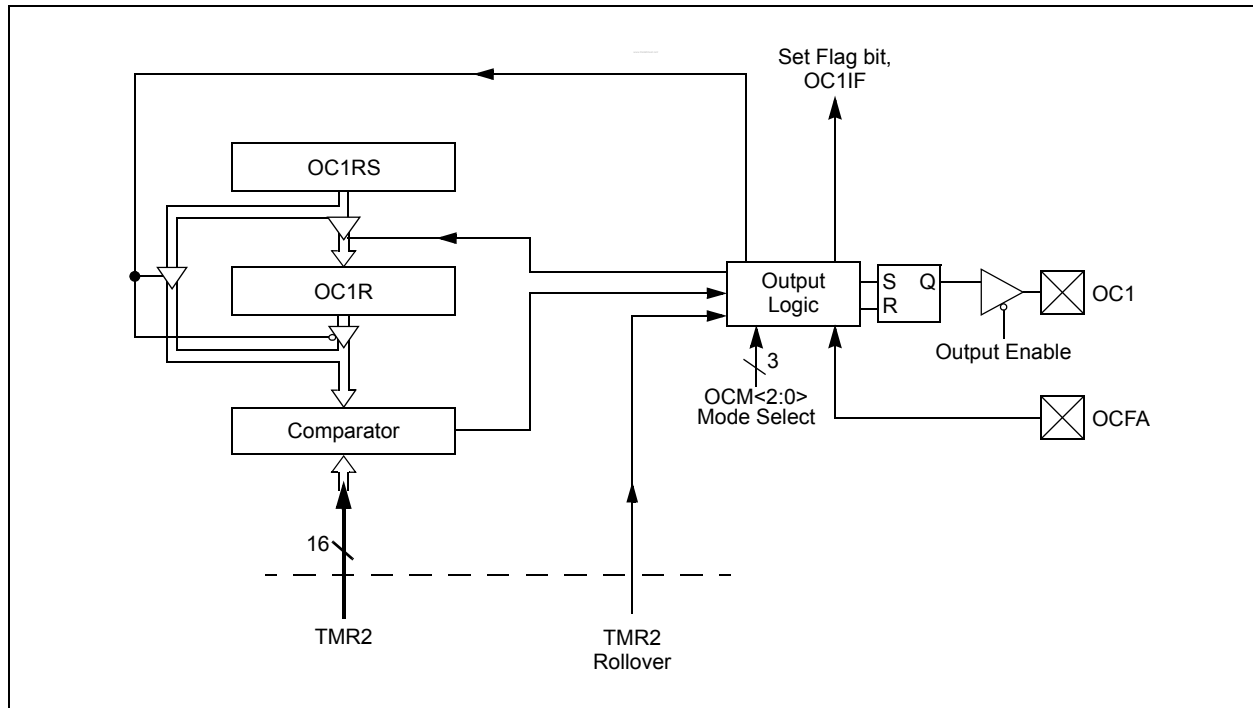 Set Flag bit,
OC1IF
OC1RS
OC1R
Output
Logic
S Q
R
OC1
Output Enable
3
OCM<2:0>
Mode Select
OCFA
Comparator
16
TMR2
TMR2
Rollover